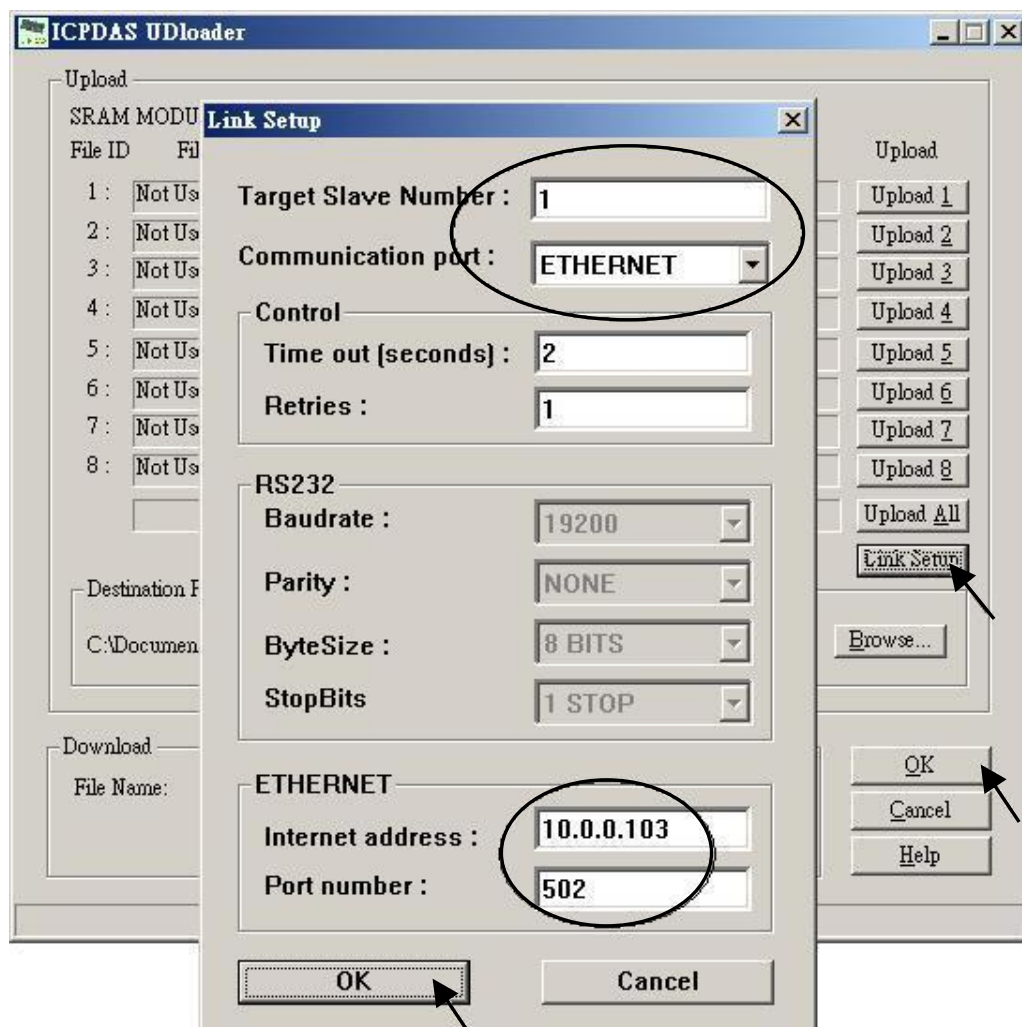 ICPDAS UDloader
Upload
SRAM MODU
File ID Fil Upload
1 : Not Us Upload 1
2 : Not Us Upload 2
3 : Not Us Upload 3
4 : Not Us Upload 4
5 : Not Us Upload 5
6 : Not Us Upload 6
7 : Not Us Upload 7
8 : Not Us Upload 8
Upload All
Link Setup
Destination F
C:\Documen Browse...
Download
File Name:
OK
Cancel
Help
Link Setup
Target Slave Number : 1
Communication port : ETHERNET
Control
Time out (seconds) : 2
Retries : 1
RS232
Baudrate : 19200
Parity : NONE
ByteSize : 8 BITS
StopBits 1 STOP
ETHERNET
Internet address : 10.0.0.103
Port number : 502
OK Cancel